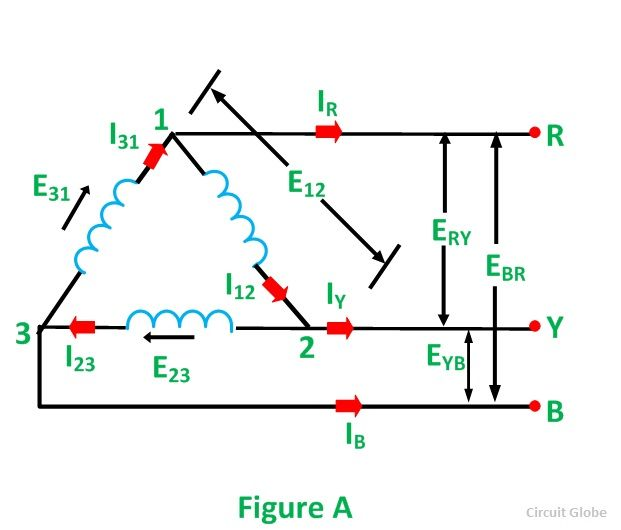 1
I31
IR
R
E31
E12
ERY
EBR
I12
IY
3
2
Y
I23
E23
EYB
B
IB
Figure A
Circuit Globe